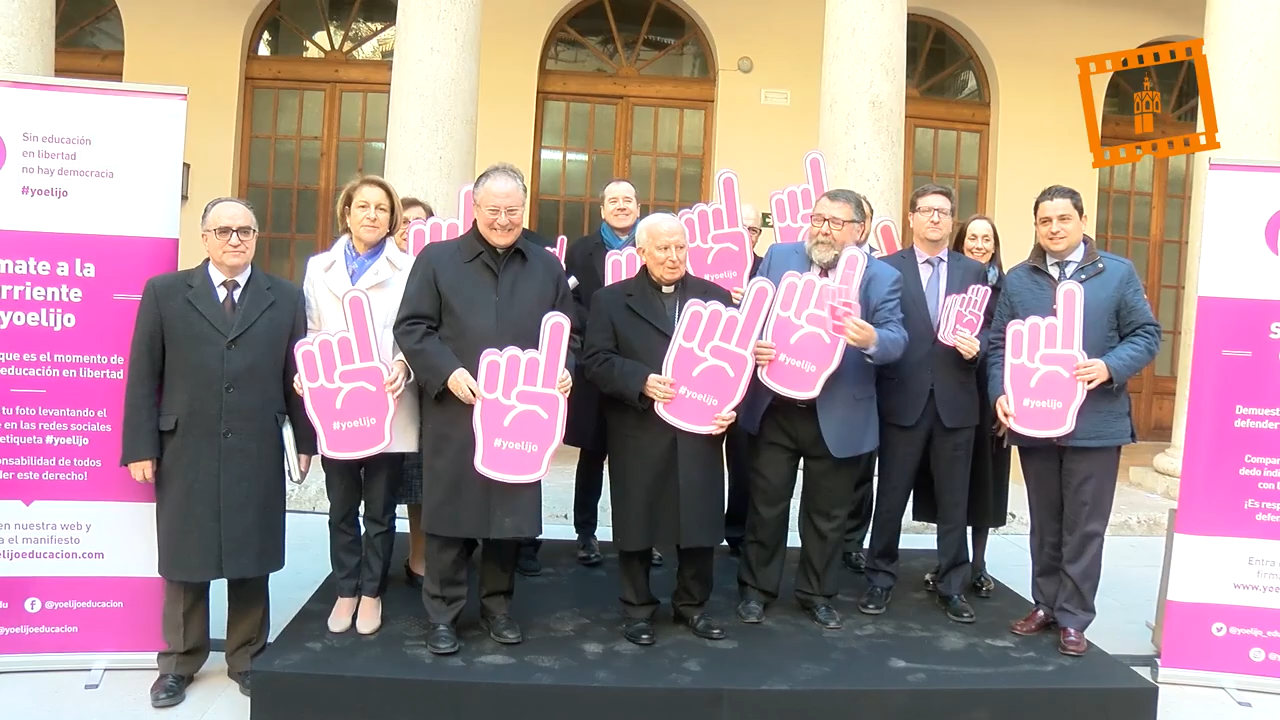 Sin educación
en libertad
no hay democracia
#yoelijo
mate a la
rriente
yoelijo
que es el momento de
educación en libertad
tu foto levantando el
e en las redes sociales
etiqueta #yoelijo
onsabilidad de todos
der este derecho!
en nuestra web y
a el manifiesto
elijoeducacion.com
du
@yoelijoeducacion
@yoelijoeducacion
#yoelijo
#yoelijo
#yoelijo
#yoelijo
#yoelijo
#yoelijo
S
Demuest
defender
Compar
dedo índi
con l
¡Es resp
defen
Entra
firm
www.yoe
@yoelijo_edu
@y